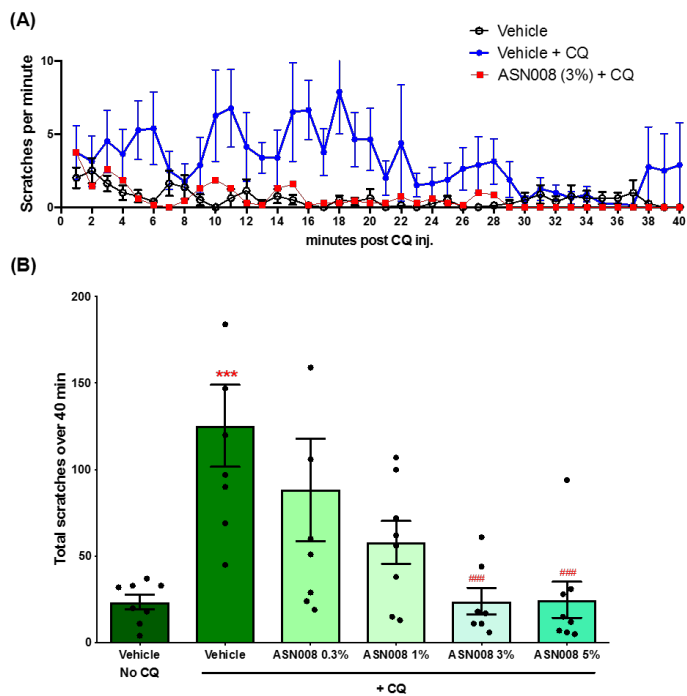 (A)
Vehicle
Vehicle + CQ
ASN008 (3%) + CQ
Scratches per minute
10
5
0
0 2 4 6 8 10 12 14 16 18 20 22 24 26 28 30 32 34 36 38 40
minutes post CQ inj.
(B)
Total scratches over 40 min
200
150
100
50
0
***
###
###
Vehicle Vehicle ASN008 0.3% ASN008 1% ASN008 3% ASN008 5%
No CQ
+ CQ